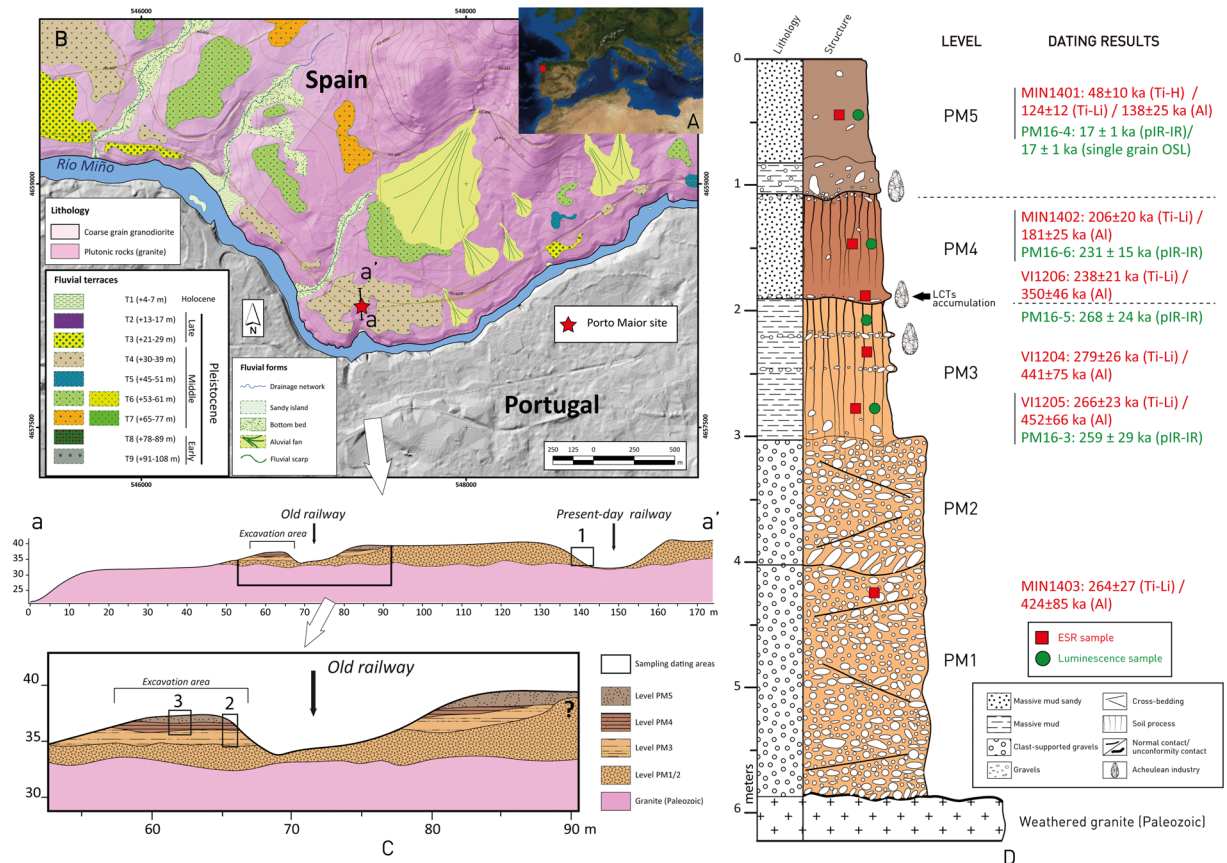 B
546000
548000
Spain
A
Río Miño
4659000
4659000
Lithology
Coarse grain granodiorite
Plutonic rocks (granite)
Fluvial terraces
T1 (+4-7 m)
Holocene
T2 (+13-17 m)
T3 (+21-29 m)
Late
T4 (+30-39 m)
T5 (+45-51 m)
T6 (+53-61 m)
T7 (+65-77 m)
Middle
T8 (+78-89 m)
T9 (+91-108 m)
Early
Pleistocene
N
a'
a
Porto Maior site
Fluvial forms
Drainage network
Sandy island
Bottom bed
Aluvial fan
Fluvial scarp
Portugal
4657500
4657500
250 125 0 250 500
m
546000
548000
a
a'
Old railway
Present-day railway
Excavation area
1
40
35
30
25
0 10 20 30 40 50 60 70 80 90 100 110 120 130 140 150 160 170 m
Old railway
Excavation area
3
2
?
40
35
30
60
70
80
90 m
C
Sampling dating areas
Level PM5
Level PM4
Level PM3
Level PM1/2
Granite (Paleozoic)
Lithology
Structure
LEVEL
DATING RESULTS
0
1
2
3
4
5
6
meters
PM5
MIN1401: 48±10 ka (Ti-H) /
124±12 (Ti-Li) / 138±25 ka (Al)
PM16-4: 17 ± 1 ka (pIR-IR)/
17 ± 1 ka (single grain OSL)
PM4
MIN1402: 206±20 ka (Ti-Li) /
181±25 ka (Al)
PM16-6: 231 ± 15 ka (pIR-IR)
VI1206: 238±21 ka (Ti-Li) /
350±46 ka (Al)
LCTs
accumulation
PM16-5: 268 ± 24 ka (pIR-IR)
PM3
VI1204: 279±26 ka (Ti-Li) /
441±75 ka (Al)
VI1205: 266±23 ka (Ti-Li) /
452±66 ka (Al)
PM16-3: 259 ± 29 ka (pIR-IR)
PM2
MIN1403: 264±27 (Ti-Li) /
424±85 ka (Al)
PM1
ESR sample
Luminescence sample
Massive mud sandy
Massive mud
Clast-supported gravels
Gravels
Cross-bedding
Soil process
Normal contact/
unconformity contact
Acheulean industry
Weathered granite (Paleozoic)
D